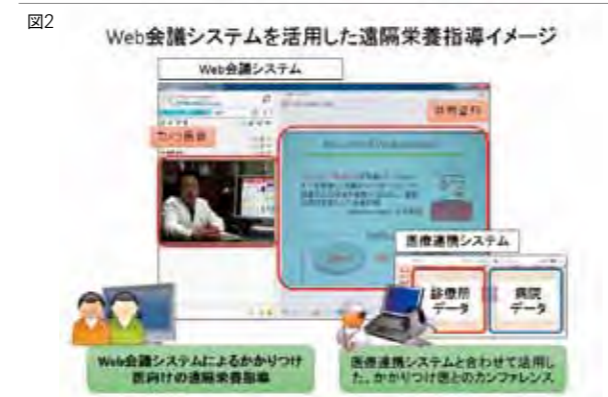 図2
Web会議システムを活用した遠隔栄養指導イメージ
Web会議システム
共有資料
カメラ画像
医療連携システム
診療所
データ
病院
データ
Web会議システムによるかかりつけ
医向けの遠隔栄養指導
医療連携システムと合わせて活用し
た、かかりつけ医とのカンファレンス